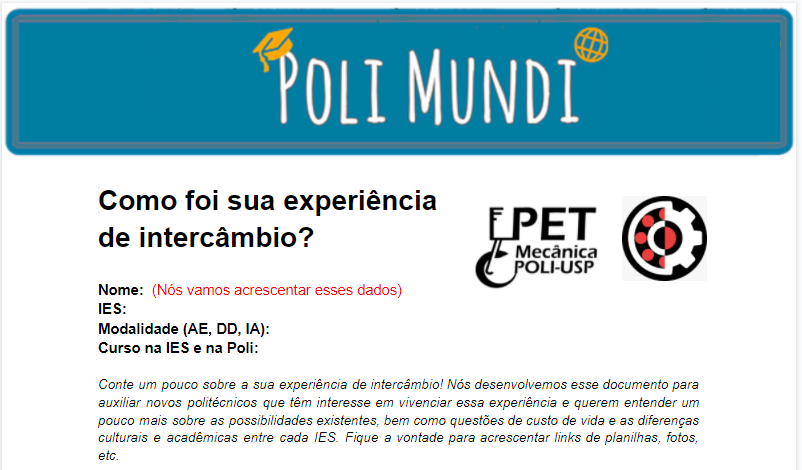 POLI MUNDI
Como foi sua experiência
de intercâmbio?
PET
Mecânica
POLI-USP
Nome: (Nós vamos acrescentar esses dados)
IES:
Modalidade (AE, DD, IA):
Curso na IES e na Poli:
Conte um pouco sobre a sua experiência de intercâmbio! Nós desenvolvemos esse documento para
auxiliar novos politécnicos que têm interesse em vivenciar essa experiência e querem entender um
pouco mais sobre as possibilidades existentes, bem como questões de custo de vida e as diferenças
culturais e acadêmicas entre cada IES. Fique a vontade para acrescentar links de planilhas, fotos,
etc.